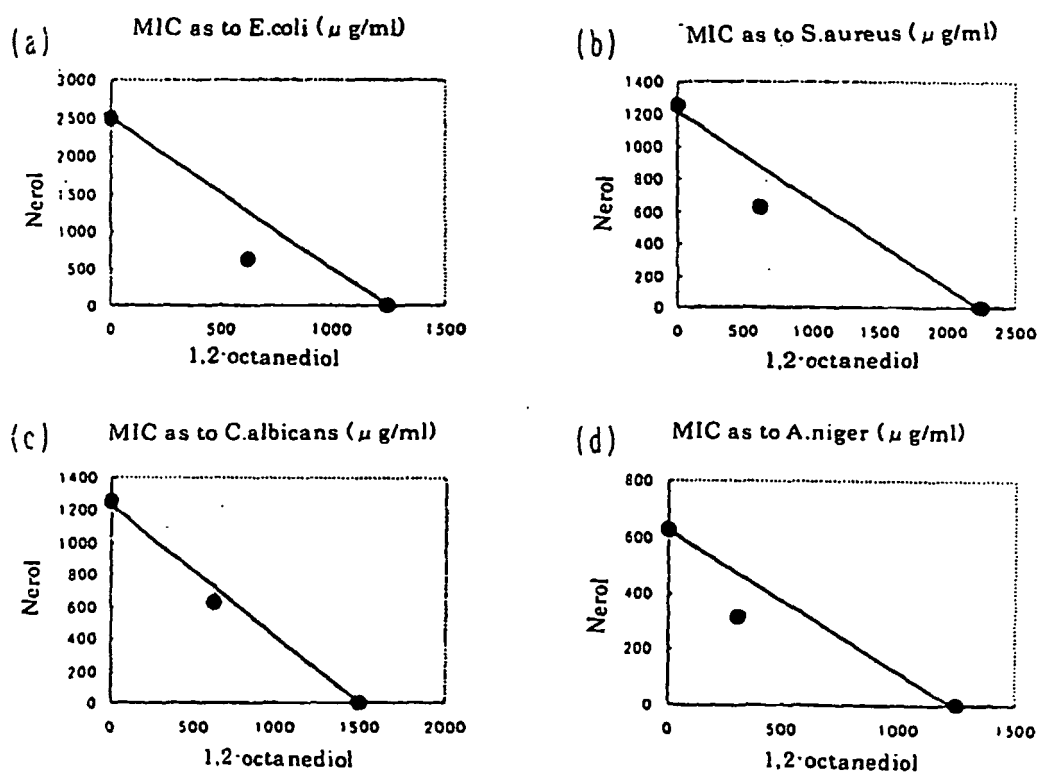 (a)
MIC as to E.coli (μ g/ml)
Nerol
3000
2500
2000
1500
1000
500
0
0 500 1000 1500
1,2-octanediol
(b)
MIC as to S.aureus (μ g/ml)
Nerol
1400
1200
1000
800
600
400
200
0
0 500 1000 1500 2000 2500
1,2-octanediol
(c)
MIC as to C.albicans (μ g/ml)
Nerol
1400
1200
1000
800
600
400
200
0
0 500 1000 1500 2000
1,2-octanediol
(d)
MIC as to A.niger (μ g/ml)
Nerol
800
600
400
200
0
0 500 1000 1500
1,2-octanediol